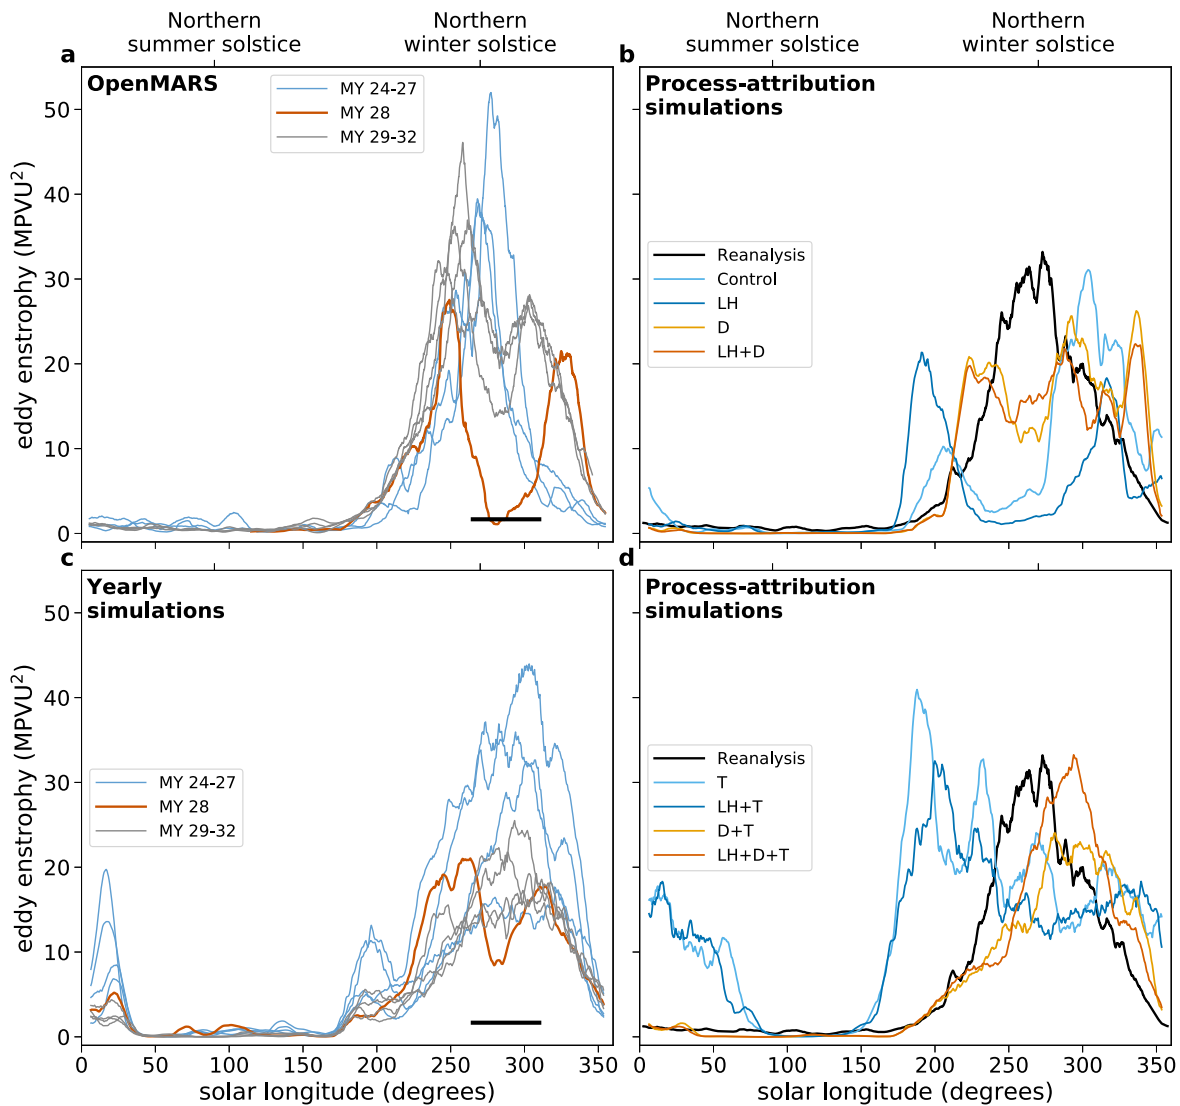 Northern
summer solstice
Northern
winter solstice
Northern
summer solstice
Northern
winter solstice
a
OpenMARS
MY 24-27
MY 28
MY 29-32
eddy enstrophy (MPVU²)
50
40
30
20
10
0
b
Process-attribution
simulations
Reanalysis
Control
LH
D
LH+D
c
Yearly
simulations
MY 24-27
MY 28
MY 29-32
eddy enstrophy (MPVU²)
50
40
30
20
10
0
0 50 100 150 200 250 300 350
solar longitude (degrees)
d
Process-attribution
simulations
Reanalysis
T
LH+T
D+T
LH+D+T
0 50 100 150 200 250 300 350
solar longitude (degrees)